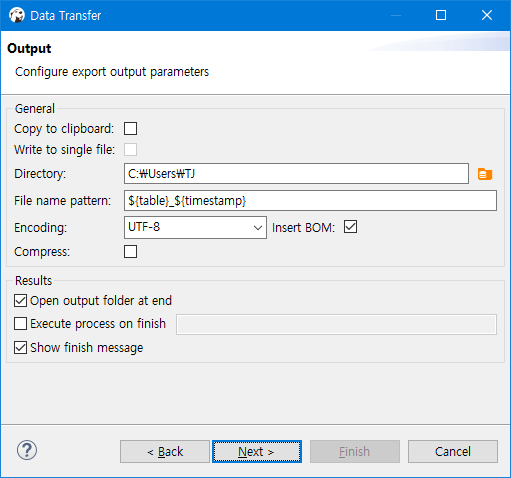 Data Transfer
Output
Configure export output parameters
General
Copy to clipboard:
Write to single file:
Directory: C:₩Users₩TJ
File name pattern: ${table}_${timestamp}
Encoding: UTF-8 Insert BOM:
Compress:
Results
Open output folder at end
Execute process on finish
Show finish message
? < Back Next > Finish Cancel